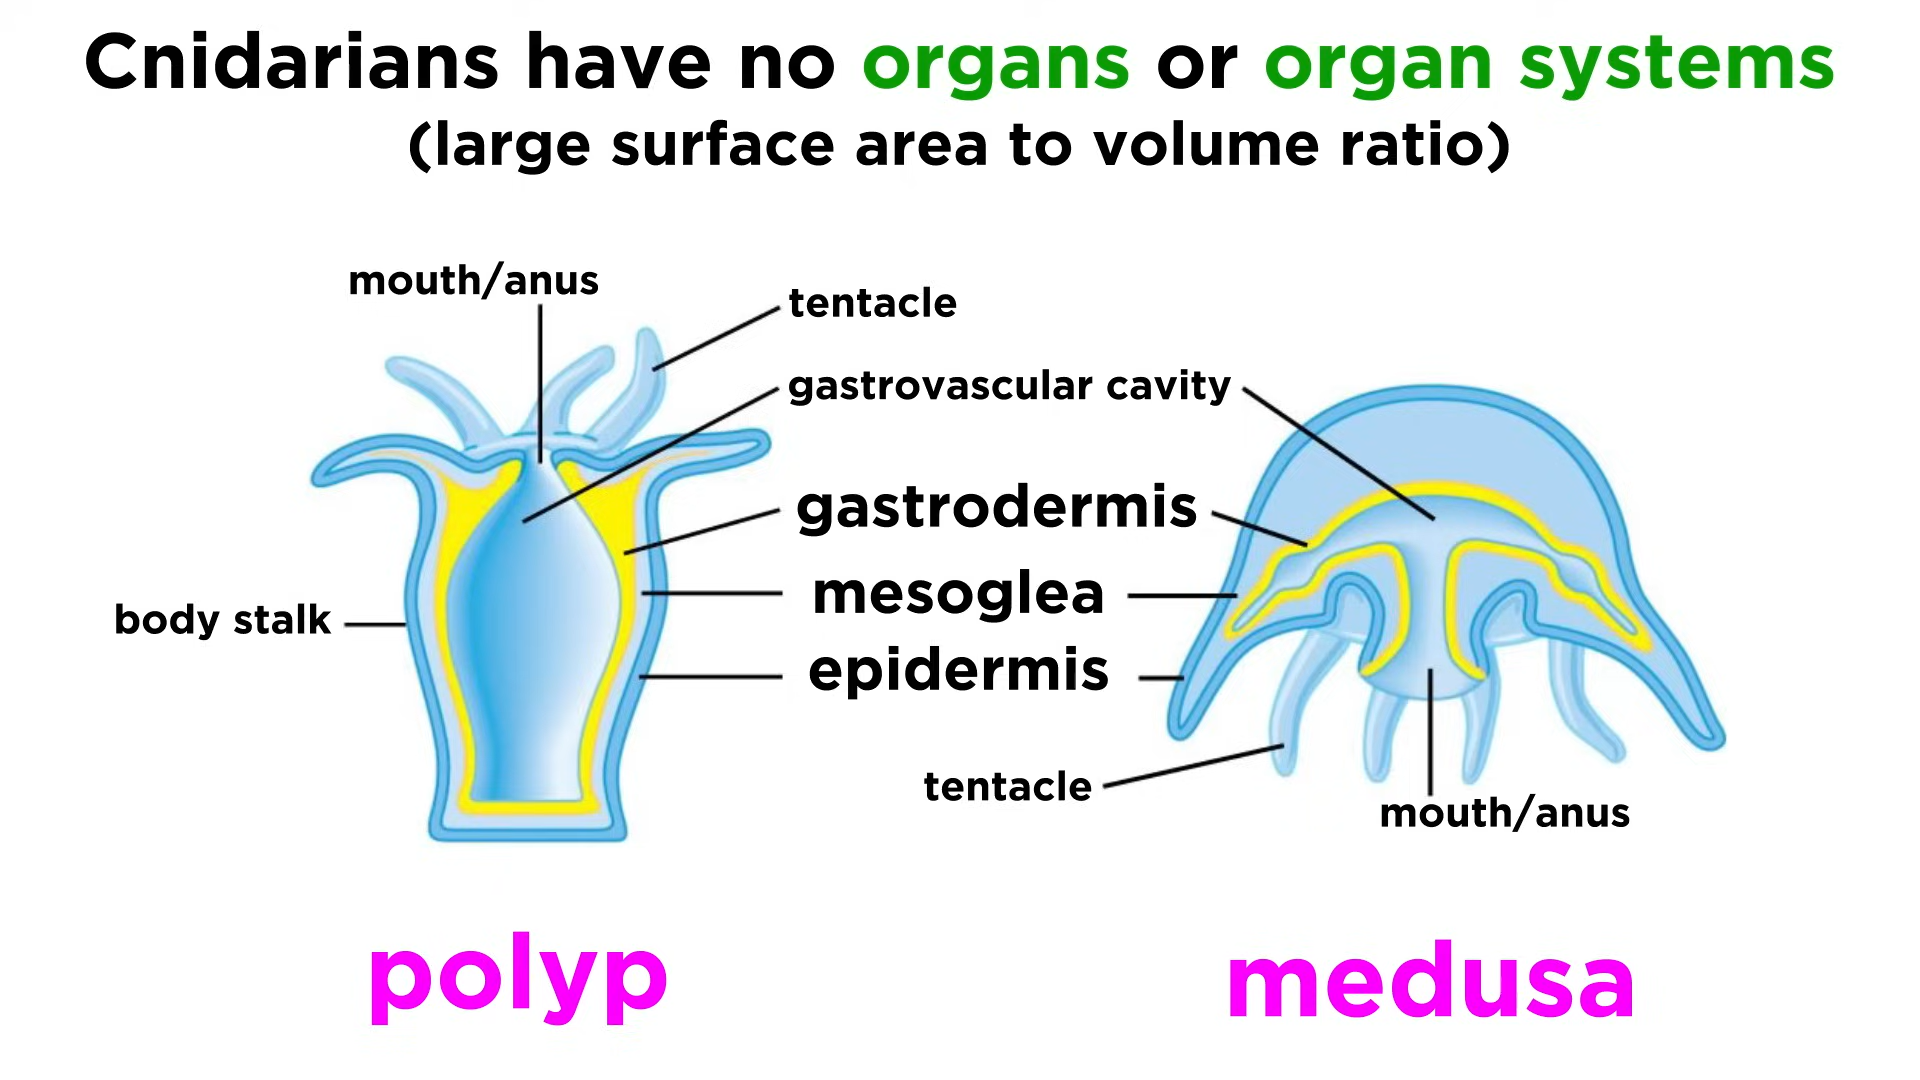 Cnidarians have no organs or organ systems
(large surface area to volume ratio)
mouth/anus
tentacle
gastrovascular cavity
gastrodermis
mesoglea
body stalk
epidermis
tentacle
mouth/anus
polyp
medusa